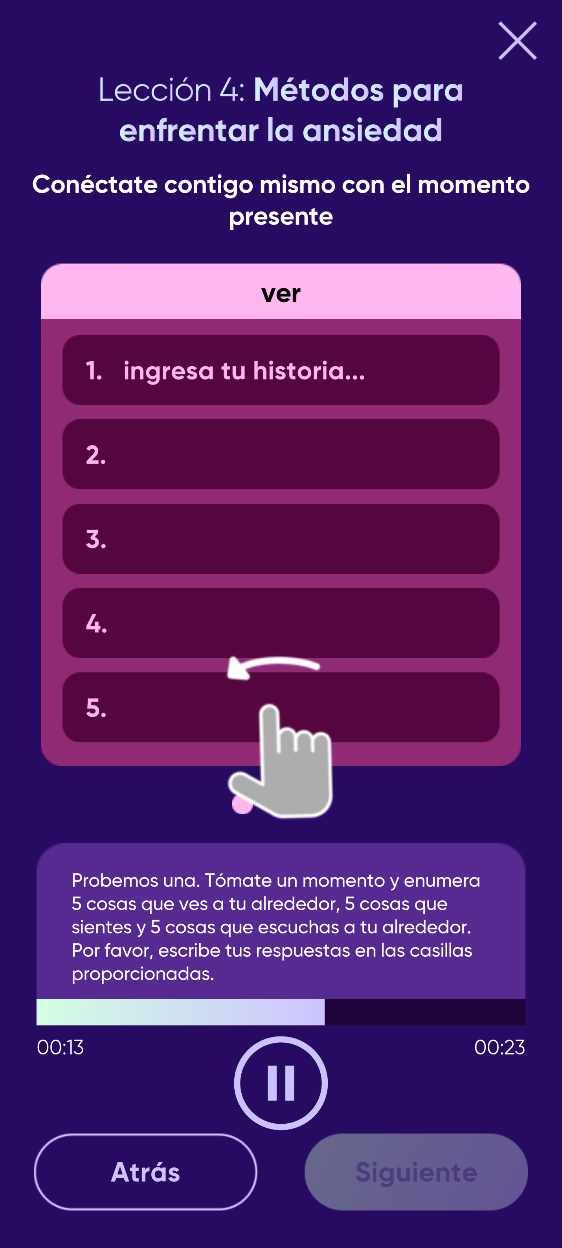 Lección 4: Métodos para
enfrentar la ansiedad
Conéctate contigo mismo con el momento
presente
ver
1. ingresa tu historia...
2.
3.
4.
5.
Probemos una. Tómate un momento y enumera
5 cosas que ves a tu alrededor, 5 cosas que
sientes y 5 cosas que escuchas a tu alrededor.
Por favor, escribe tus respuestas en las casillas
proporcionadas.
00:13 00:23
Atrás Siguiente